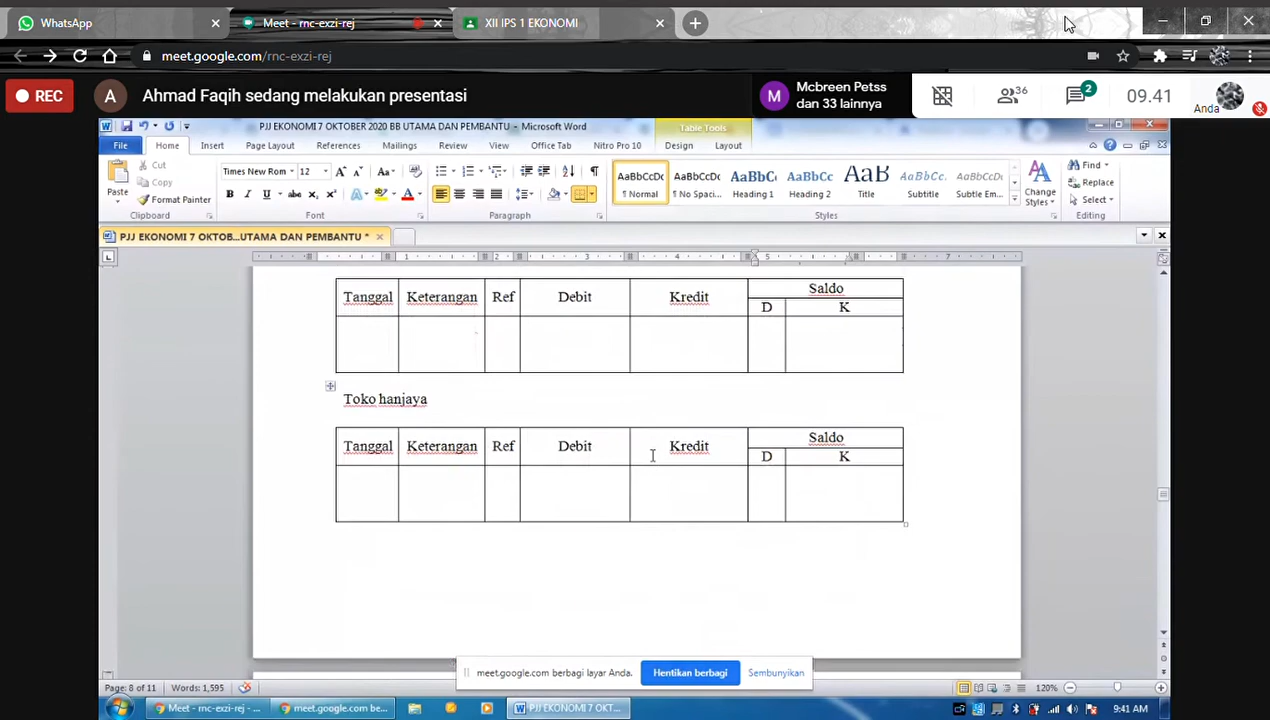 WhatsApp
Meet - rnc-exzi-rej
XII IPS 1 EKONOMI
meet.google.com/rnc-exzi-rej
REC
A
Ahmad Faqih sedang melakukan presentasi
M
Mcbreen Petss
dan 33 lainnya
36
2
09.41
Anda
PJJ EKONOMI 7 OKTOBER 2020 BB UTAMA DAN PEMBANTU - Microsoft Word
Table Tools
File
Home
Insert
Page Layout
References
Mailings
Review
View
Office Tab
Nitro Pro 10
Design
Layout
Paste
Cut
Copy
Format Painter
Clipboard
Times New Rom
12
Font
Paragraph
AaBbCcDc
¶ Normal
AaBbCcDc
¶ No Spaci...
AaBbCc
Heading 1
AaBbCc
Heading 2
AaB
Title
AaBbCc.
Subtitle
AaBbCcDc
Subtle Em...
Change
Styles
Styles
Find
Replace
Select
Editing
PJJ EKONOMI 7 OKTOB...UTAMA DAN PEMBANTU *
1 2 3 4 5 7
Tanggal Keterangan Ref Debit Kredit Saldo
D K
Toko hanjaya
Tanggal Keterangan Ref Debit Kredit Saldo
D K
meet.google.com berbagi layar Anda.
Hentikan berbagi
Sembunyikan
Page: 8 of 11
Words: 1,595
120%
Meet - rnc-exzi-rej - ...
meet.google.com be...
PJJ EKONOMI 7 OKT...
9:41 AM